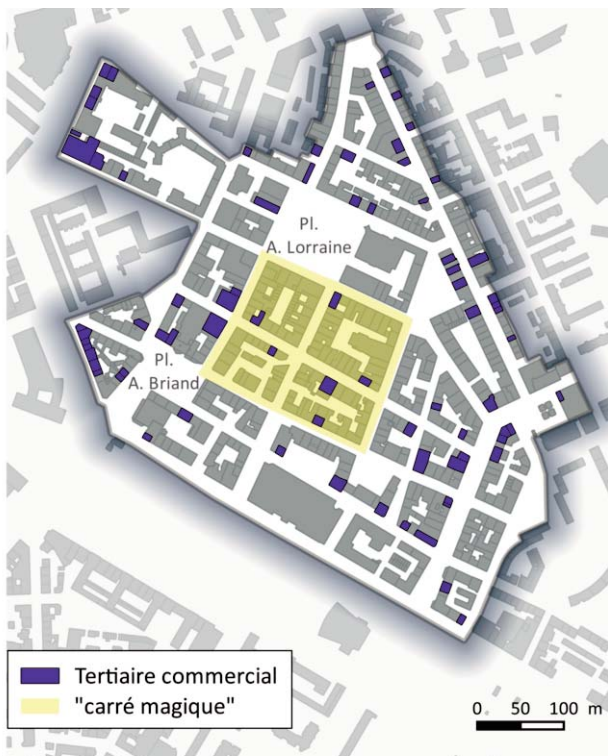 Pl.
A. Lorraine
Pl.
A. Briand
Tertiaire commercial
"carré magique"
0 50 100 m